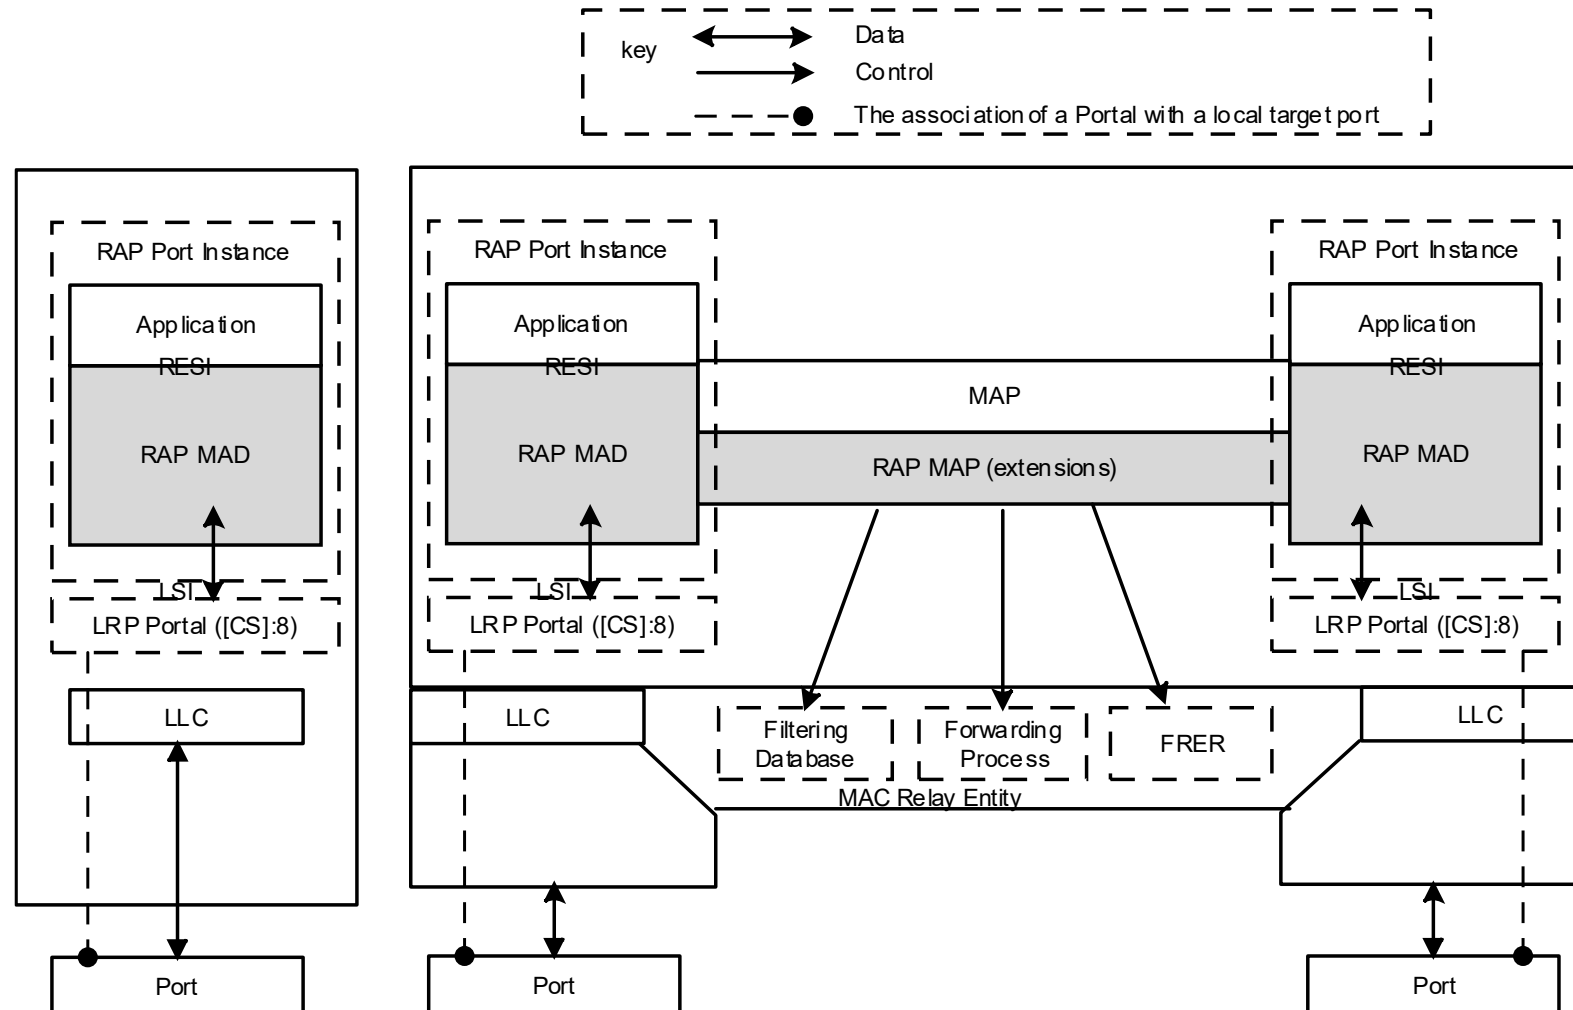 key
Data
Control
The association of a Portal with a local target port
RAP Port Instance
Application
RESI
RAP MAD
LSI
LRP Portal ([CS]:8)
LLC
Port
RAP Port Instance
Application
RESI
RAP MAD
LSI
LRP Portal ([CS]:8)
LLC
Port
MAP
RAP MAP (extensions)
Filtering
Database
Forwarding
Process
FRER
MAC Relay Entity
RAP Port Instance
Application
RESI
RAP MAD
LSI
LRP Portal ([CS]:8)
LLC
Port